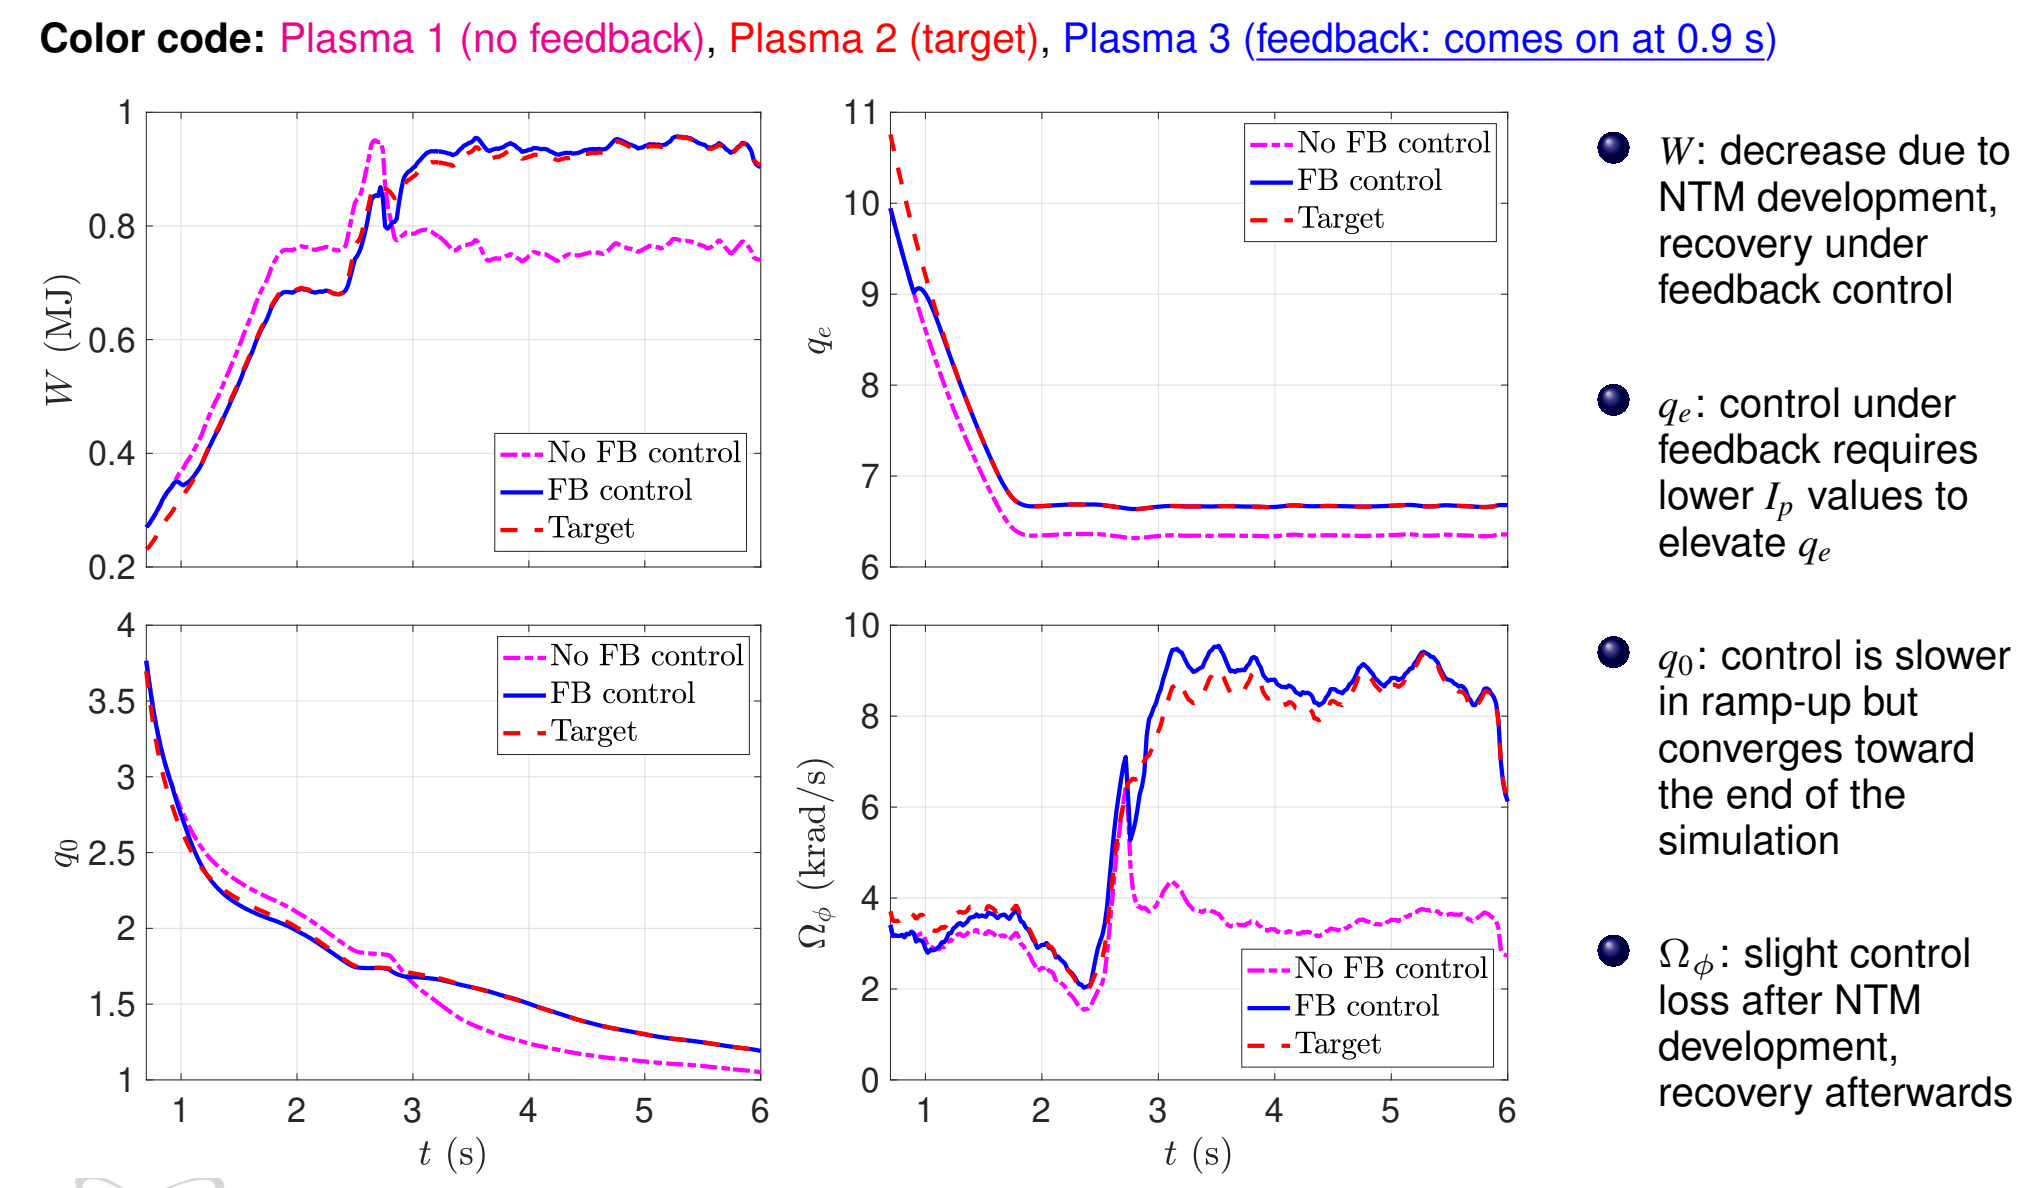 Color code: Plasma 1 (no feedback), Plasma 2 (target), Plasma 3 (feedback: comes on at 0.9 s)
1
0.8
0.6
0.4
0.2
W (MJ)
No FB control
FB control
Target
11
10
9
8
7
6
q_e
No FB control
FB control
Target
4
3.5
3
2.5
2
1.5
1
q_0
No FB control
FB control
Target
1 2 3 4 5 6
t (s)
10
8
6
4
2
0
Ω_ϕ (krad/s)
No FB control
FB control
Target
1 2 3 4 5 6
t (s)
W: decrease due to
NTM development,
recovery under
feedback control
q_e: control under
feedback requires
lower I_p values to
elevate q_e
q_0: control is slower
in ramp-up but
converges toward
the end of the
simulation
Ω_ϕ: slight control
loss after NTM
development,
recovery afterwards